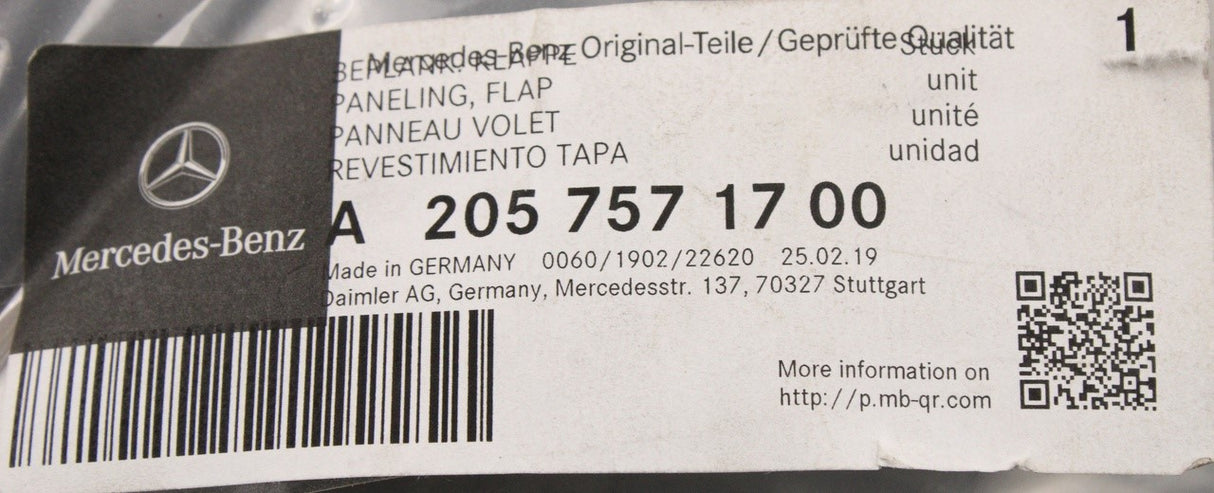 Mercedes-Benz Original-Teile/Geprüfte Qualität
1
BEPLANK. KLAPPE Stück
PANELING, FLAP unit
PANNEAU VOLET unité
REVESTIMIENTO TAPA unidad
Mercedes-Benz
A 205 757 17 00
Made in GERMANY 0060/1902/22620 25.02.19
Daimler AG, Germany, Mercedesstr. 137, 70327 Stuttgart
More information on
http://p.mb-qr.com